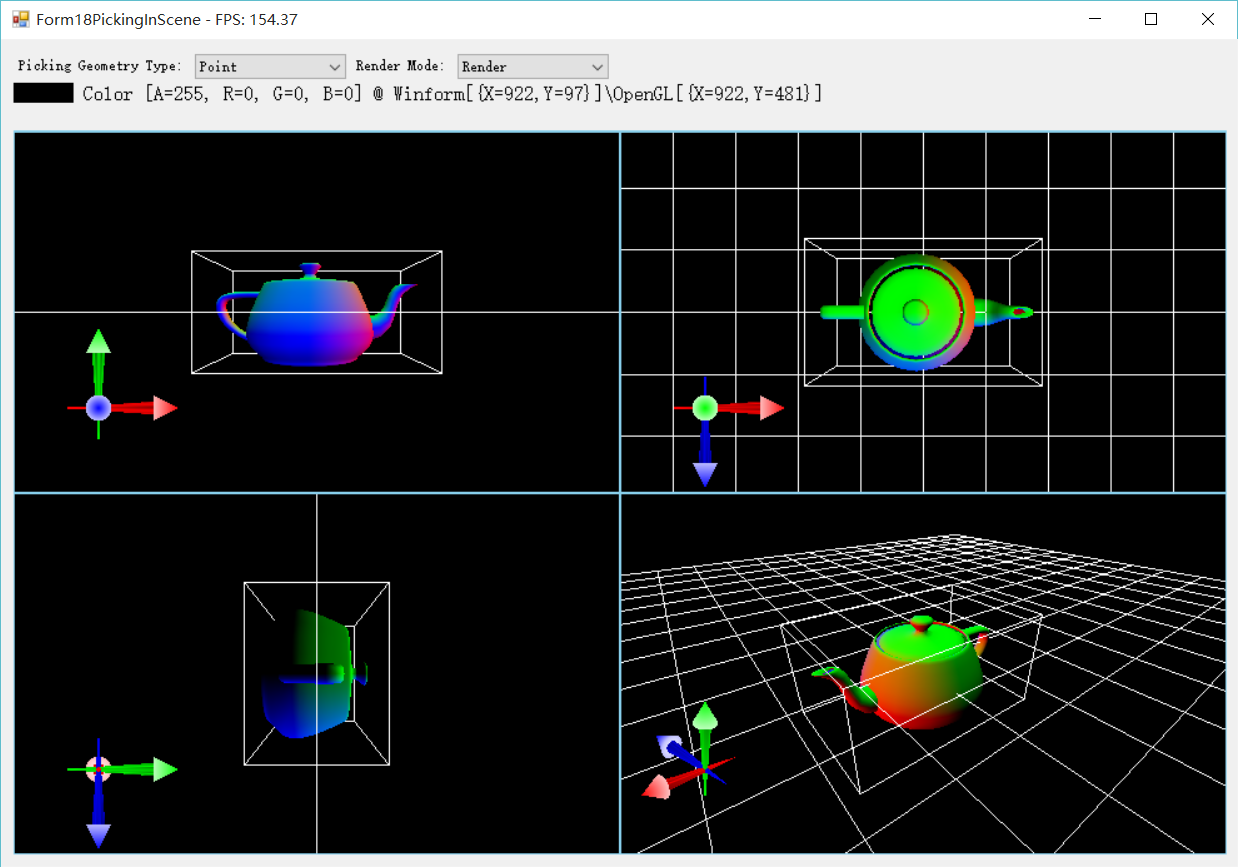 Form18PickingInScene - FPS: 154.37
Picking Geometry Type: Point Render Mode: Render
Color [A=255, R=0, G=0, B=0] @ Winform[{X=922,Y=97}]\OpenGL[{X=922,Y=481}]